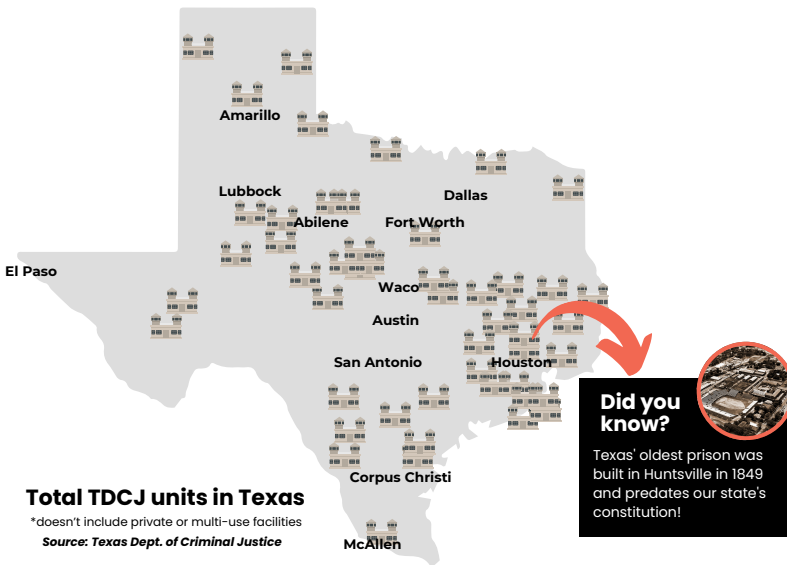 Amarillo
Lubbock
Dallas
Abilene
Fort Worth
El Paso
Waco
Austin
San Antonio
Houston
Did you
know?
Texas' oldest prison was
built in Huntsville in 1849
and predates our state's
constitution!
Corpus Christi
Total TDCJ units in Texas
*doesn’t include private or multi-use facilities
Source: Texas Dept. of Criminal Justice
McAllen